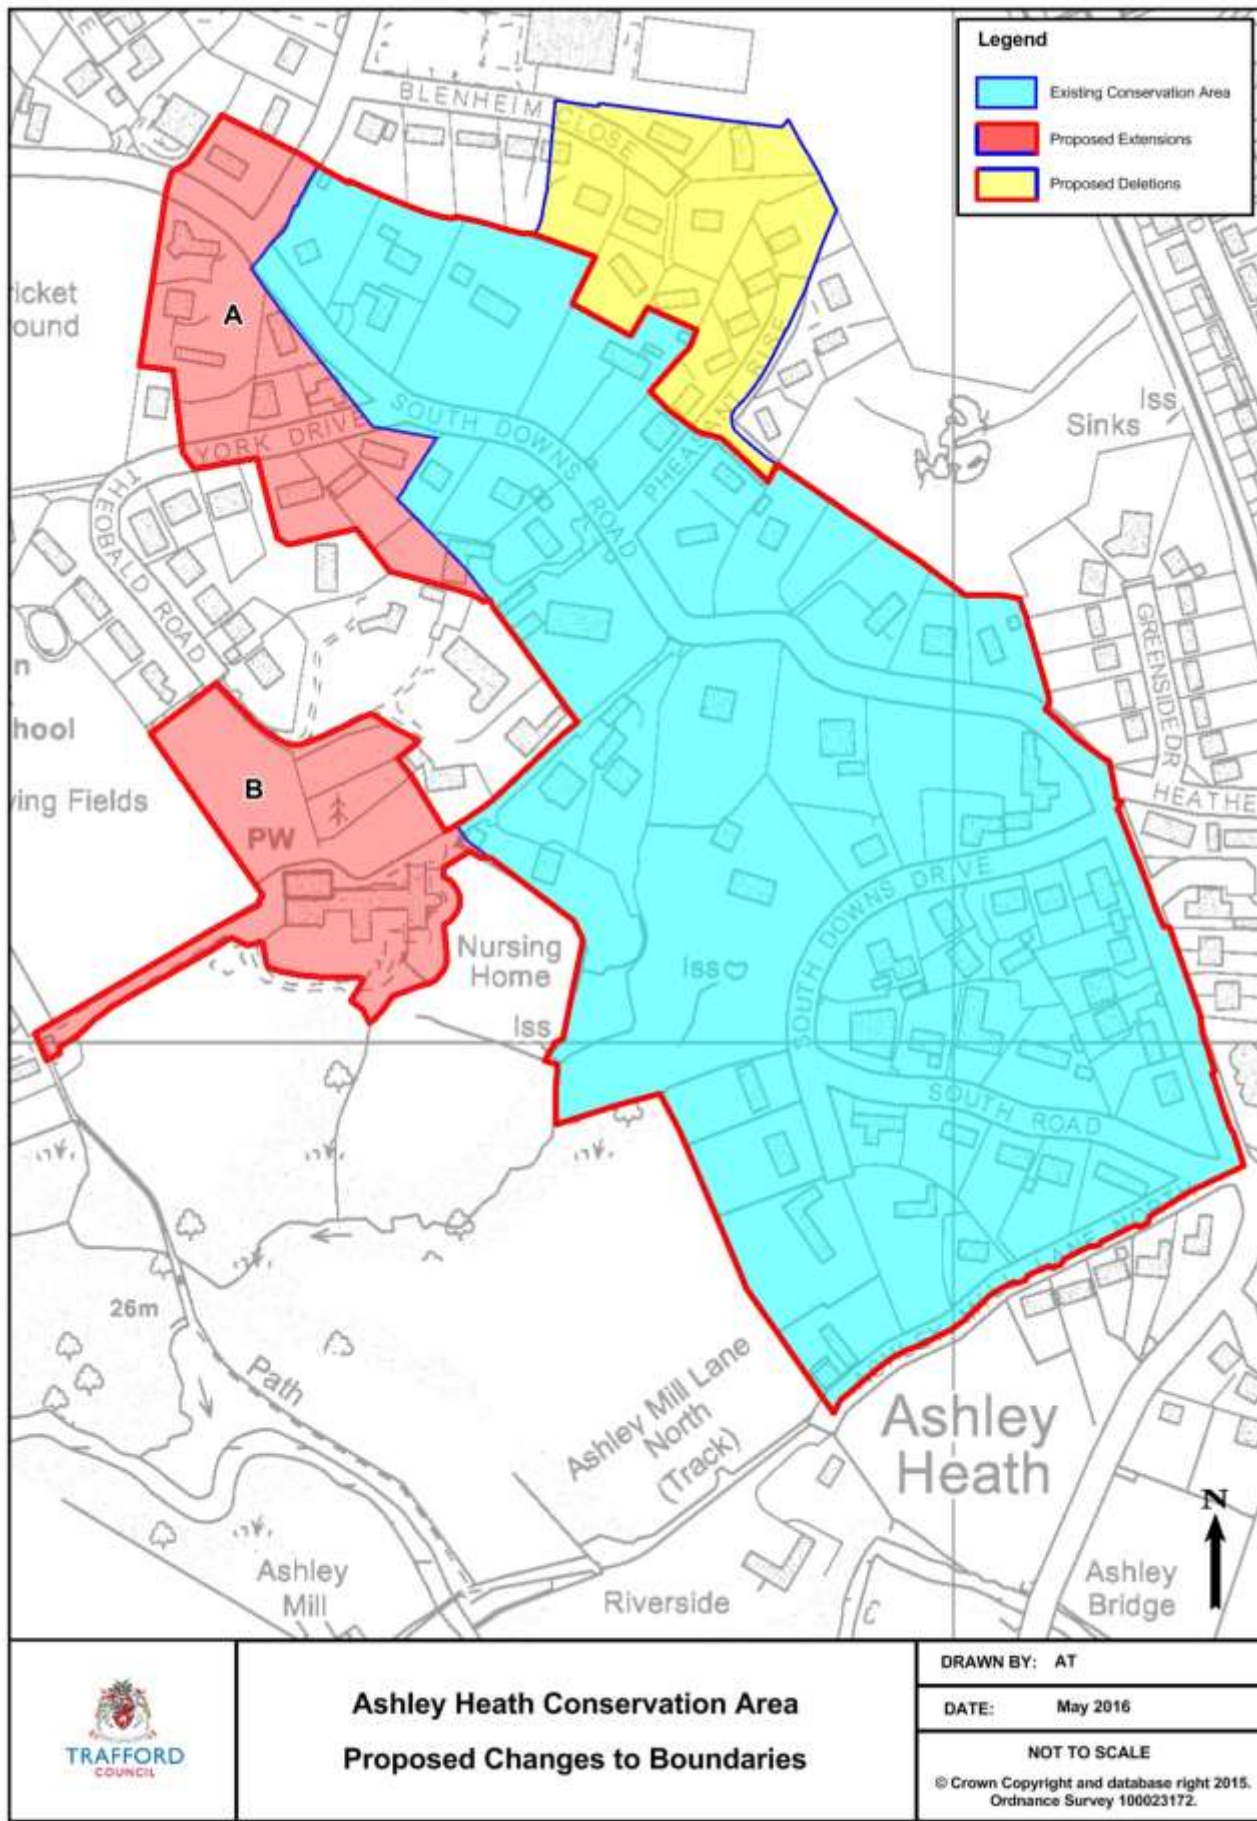 Legend
Existing Conservation Area
Proposed Extensions
Proposed Deletions
BLENHEIM CLOSE
A
SOUTH DOWNS ROAD
YORK DRIVE
PHEASANT RISE
Iss
Sinks
THEOBALD ROAD
GREENSIDE DR
HEATHE
icket
ound
n
hool
ying Fields
B
PW
Nursing
Home
Iss
Iss
SOUTH DOWNS DRIVE
SOUTH ROAD
LANE NORTH
26m
Path
Ashley Mill Lane
North
(Track)
Ashley
Heath
N
Ashley
Mill
Riverside
Ashley
Bridge
TRAFFORD
COUNCIL
Ashley Heath Conservation Area
Proposed Changes to Boundaries
DRAWN BY: AT
DATE: May 2016
NOT TO SCALE
© Crown Copyright and database right 2015.
Ordnance Survey 100023172.